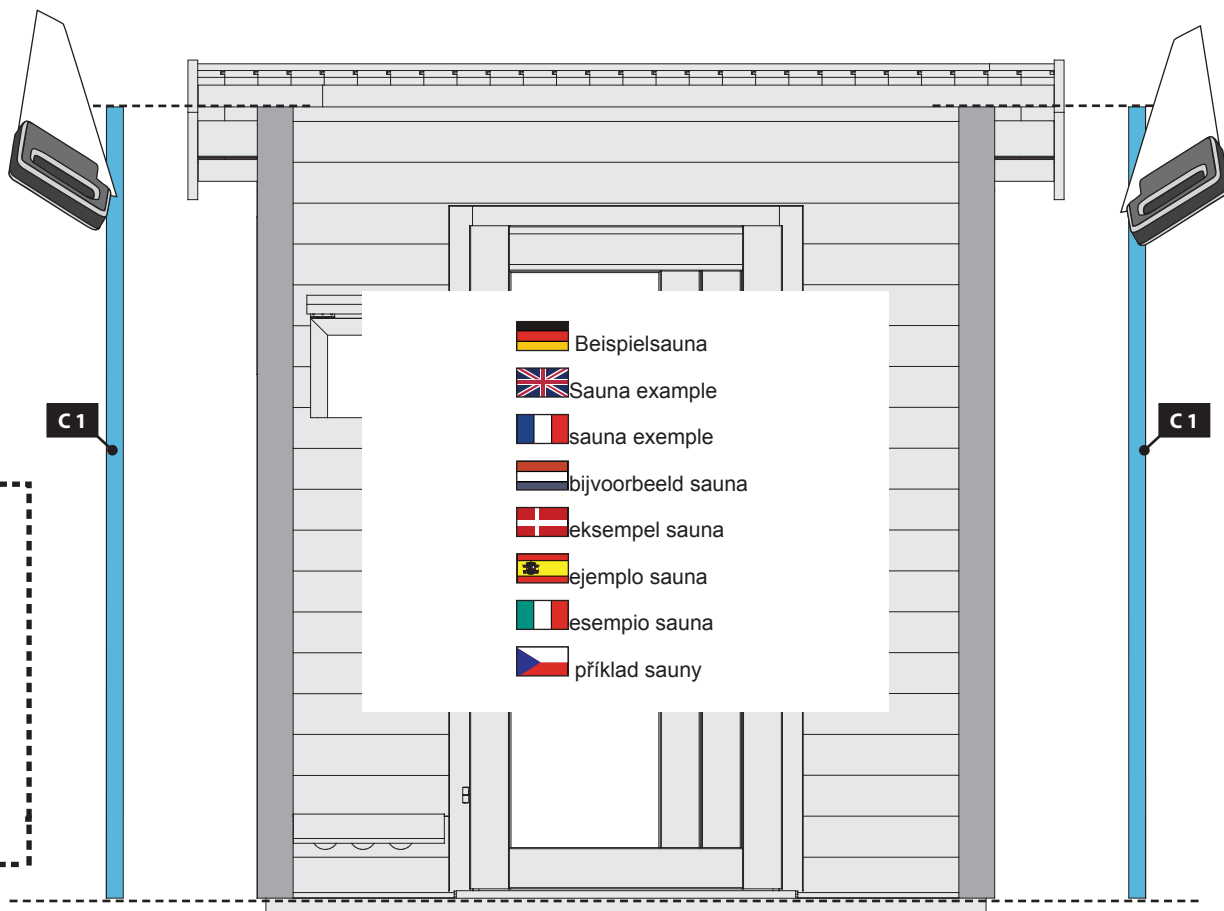 C 1
Beispielsauna
Sauna example
sauna exemple
bijvoorbeeld sauna
eksempel sauna
ejemplo sauna
esempio sauna
příklad sauny
C 1